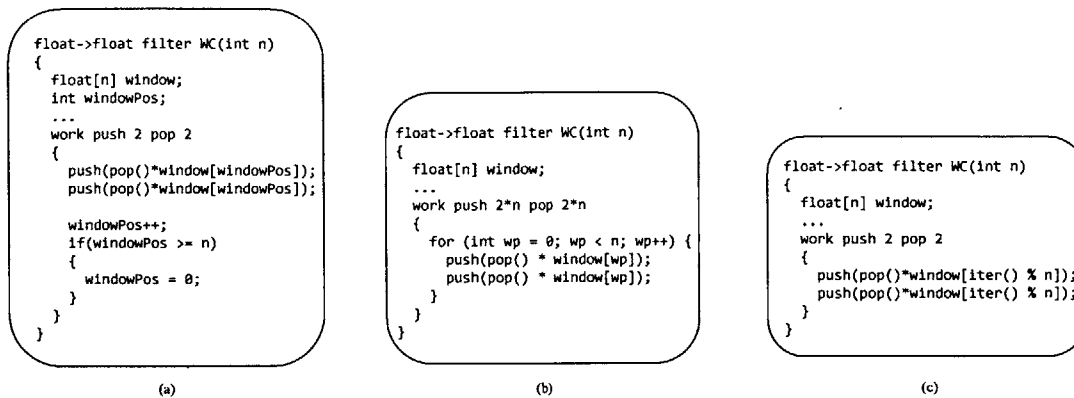 float->float filter WC(int n)
{
float[n] window;
int windowPos;
...
work push 2 pop 2
{
push(pop()*window[windowPos]);
push(pop()*window[windowPos]);
windowPos++;
if(windowPos >= n)
{
windowPos = 0;
}
}
}
(a)
float->float filter WC(int n)
{
float[n] window;
...
work push 2*n pop 2*n
{
for (int wp = 0; wp < n; wp++) {
push(pop() * window[wp]);
push(pop() * window[wp]);
}
}
}
(b)
float->float filter WC(int n)
{
float[n] window;
...
work push 2 pop 2
{
push(pop()*window[iter() % n]);
push(pop()*window[iter() % n]);
}
}
(c)